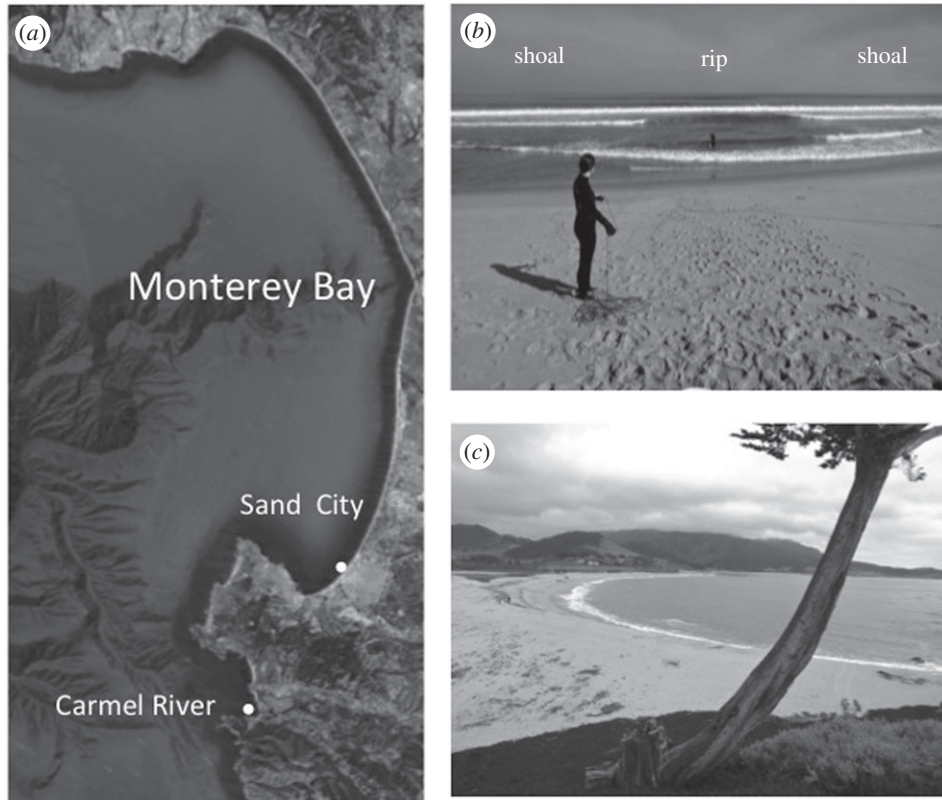 (a)
Monterey Bay
Sand City
Carmel River
(b)
shoal rip shoal
(c)